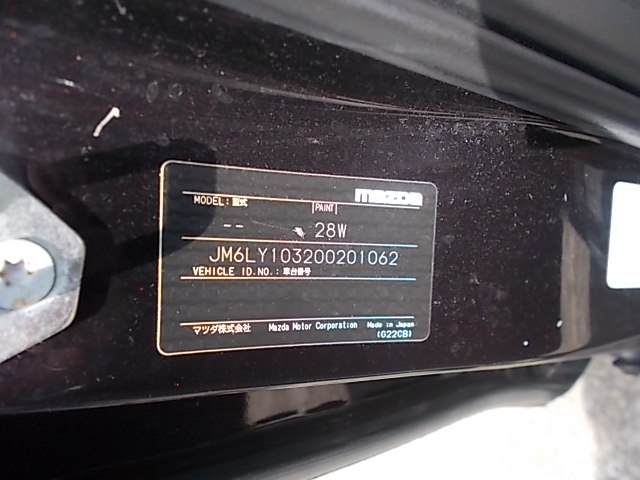 mazda
MODEL:型式 PAINT
-- 28W
JM6LY103200201062
VEHICLE ID.NO.:車台番号
マツダ株式会社 Mazda Motor Corporation Made in Japan
(G22CB)